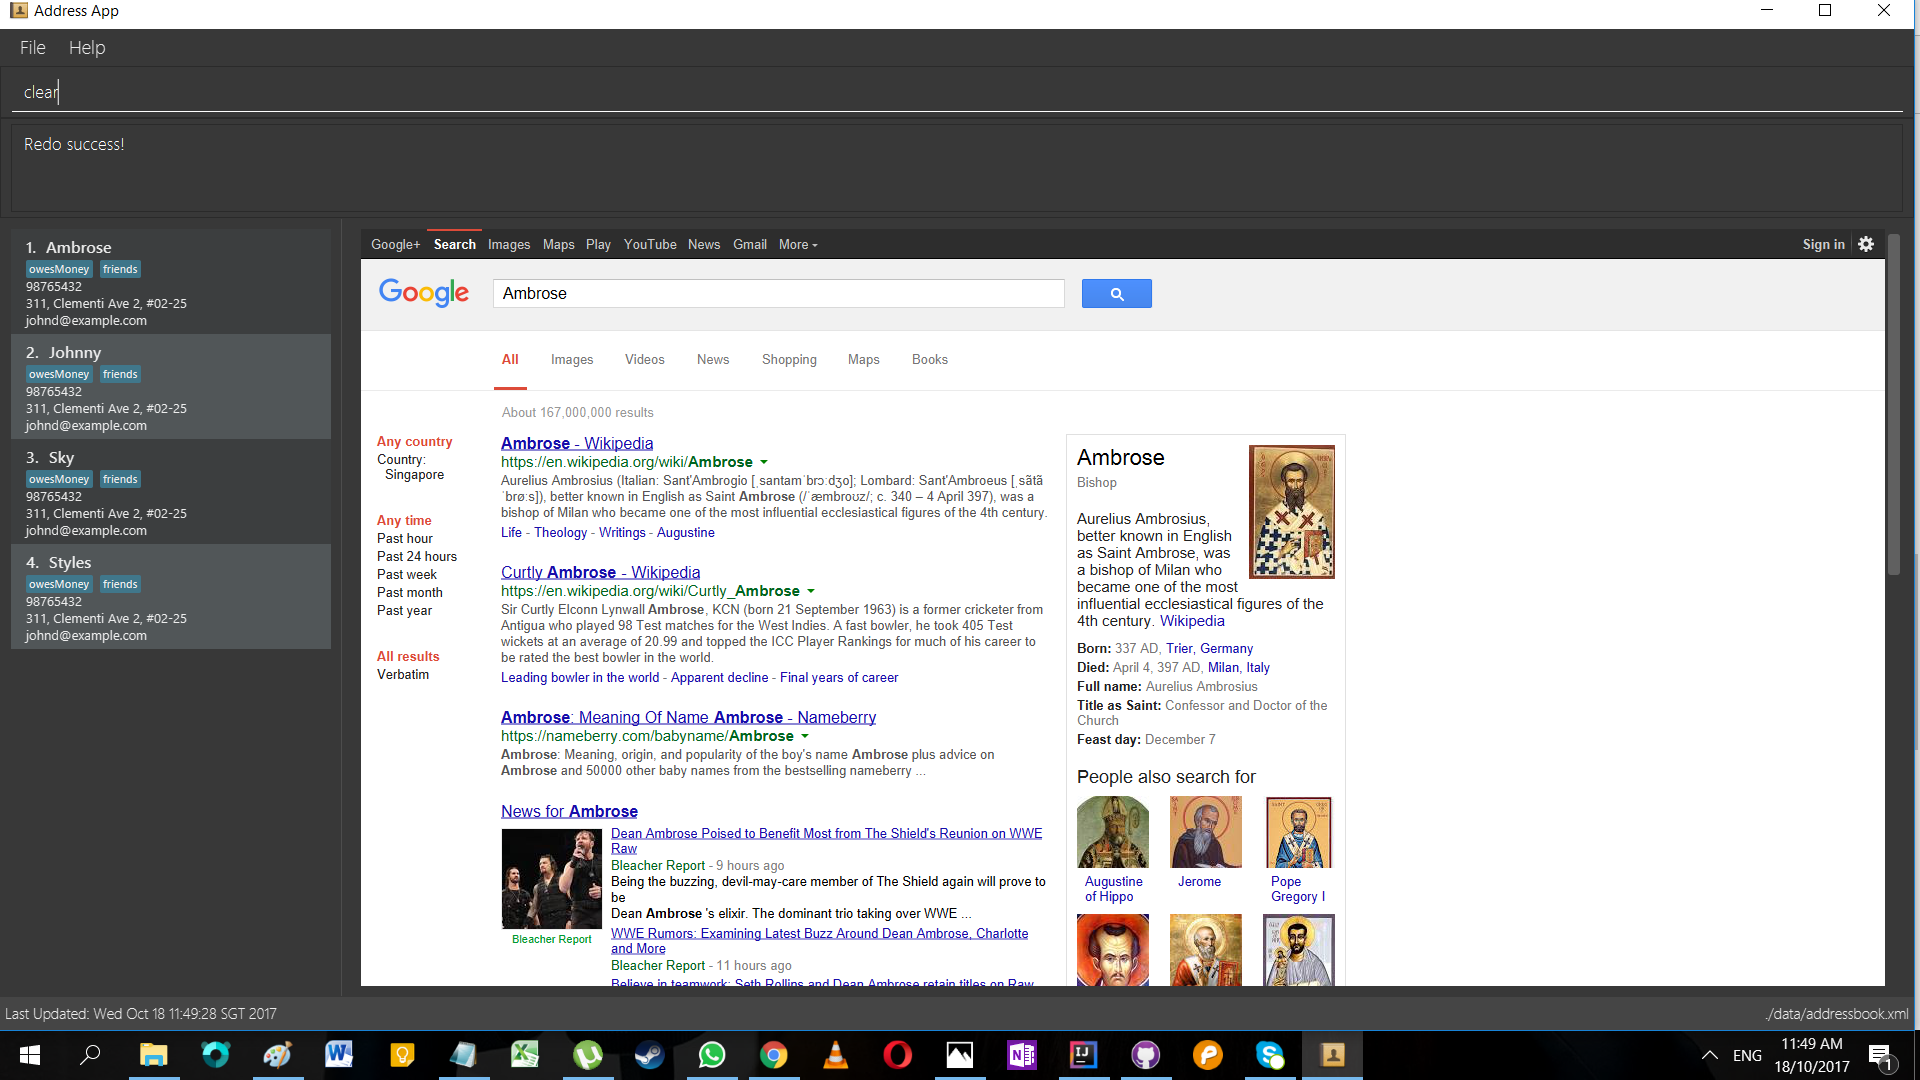 Address App
File Help
clear
Redo success!
1. Ambrose
owesMoney friends
98765432
311, Clementi Ave 2, #02-25
johnd@example.com
2. Johnny
owesMoney friends
98765432
311, Clementi Ave 2, #02-25
johnd@example.com
3. Sky
owesMoney friends
98765432
311, Clementi Ave 2, #02-25
johnd@example.com
4. Styles
owesMoney friends
98765432
311, Clementi Ave 2, #02-25
johnd@example.com
Google+ Search Images Maps Play YouTube News Gmail More Sign in
Google Ambrose
All Images Videos News Shopping Maps Books
About 167,000,000 results
Any country
Country:
Singapore
Any time
Past hour
Past 24 hours
Past week
Past month
Past year
All results
Verbatim
Ambrose - Wikipedia
https://en.wikipedia.org/wiki/Ambrose
Aurelius Ambrosius (Italian: Sant'Ambrogio [ˌsantamˈbrɔːdʒo]; Lombard: Sant'Ambroeus [ˌsãtã
ˈbrøːs]), better known in English as Saint Ambrose (/ˈæmbroʊz/; c. 340 – 4 April 397), was a
bishop of Milan who became one of the most influential ecclesiastical figures of the 4th century.
Life - Theology - Writings - Augustine
Curtly Ambrose - Wikipedia
https://en.wikipedia.org/wiki/Curtly_Ambrose
Sir Curtly Elconn Lynwall Ambrose, KCN (born 21 September 1963) is a former cricketer from
Antigua who played 98 Test matches for the West Indies. A fast bowler, he took 405 Test
wickets at an average of 20.99 and topped the ICC Player Rankings for much of his career to
be rated the best bowler in the world.
Leading bowler in the world - Apparent decline - Final years of career
Ambrose: Meaning Of Name Ambrose - Nameberry
https://nameberry.com/babyname/Ambrose
Ambrose: Meaning, origin, and popularity of the boy's name Ambrose plus advice on
Ambrose and 50000 other baby names from the bestselling nameberry ...
News for Ambrose
Bleacher Report
Dean Ambrose Poised to Benefit Most from The Shield's Reunion on WWE
Raw
Bleacher Report - 9 hours ago
Being the buzzing, devil-may-care member of The Shield again will prove to
be
Dean Ambrose 's elixir. The dominant trio taking over WWE ...
WWE Rumors: Examining Latest Buzz Around Dean Ambrose, Charlotte
and More
Bleacher Report - 11 hours ago
Believe in teamwork: Seth Rollins and Dean Ambrose retain titles on Raw
Ambrose
Bishop
Aurelius Ambrosius,
better known in English
as Saint Ambrose, was
a bishop of Milan who
became one of the most
influential ecclesiastical figures of the
4th century. Wikipedia
Born: 337 AD, Trier, Germany
Died: April 4, 397 AD, Milan, Italy
Full name: Aurelius Ambrosius
Title as Saint: Confessor and Doctor of the
Church
Feast day: December 7
People also search for
Augustine
of Hippo
Jerome
Pope
Gregory I
Last Updated: Wed Oct 18 11:49:28 SGT 2017
./data/addressbook.xml
ENG
11:49 AM
18/10/2017
1